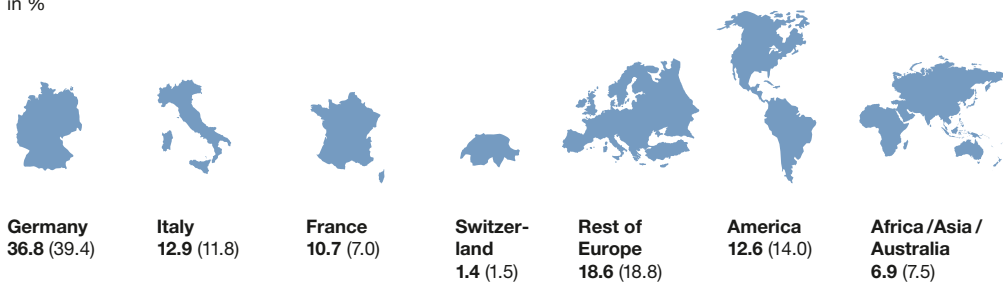 in %
Germany
36.8 (39.4)
Italy
12.9 (11.8)
France
10.7 (7.0)
Switzer-
land
1.4 (1.5)
Rest of
Europe
18.6 (18.8)
America
12.6 (14.0)
Africa / Asia /
Australia
6.9 (7.5)